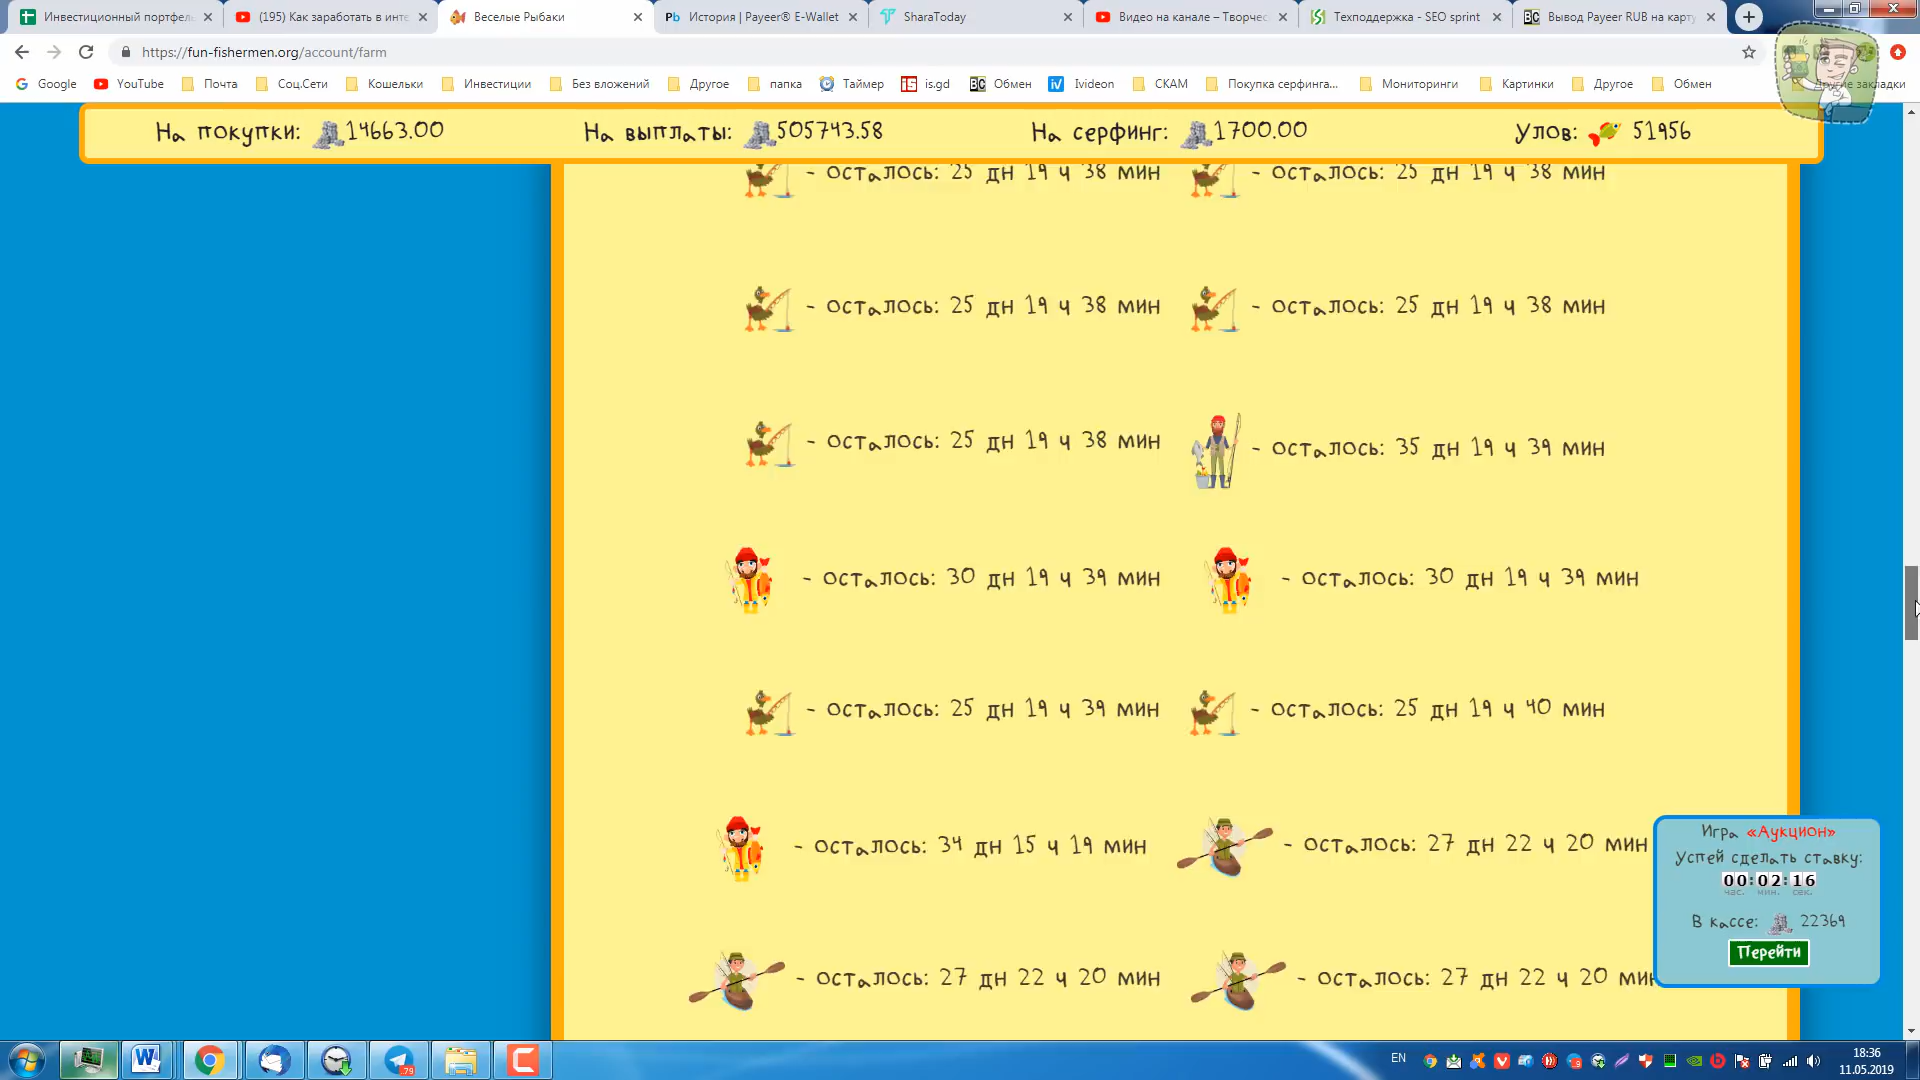 Инвестиционный портфел
(195) Как заработать в инте
Веселые Рыбаки
Pb История | Payeer® E-Wallet
SharaToday
Видео на канале – Творчес
Техподдержка - SEO sprint
BC Вывод Payeer RUB на карту
https://fun-fishermen.org/account/farm
Google
YouTube
Почта
Соц.Сети
Кошельки
Инвестиции
Без вложений
Другое
папка
Таймер
is.gd
Обмен
Ivideon
СКАМ
Покупка серфинга...
Мониторинги
Картинки
Другое
Обмен
Другие закладки
На покупки: 14663.00
На выплаты: 505743.58
На серфинг: 1700.00
Улов: 51956
- осталось: 25 дн 19 ч 38 мин
- осталось: 25 дн 19 ч 38 мин
- осталось: 25 дн 19 ч 38 мин
- осталось: 25 дн 19 ч 38 мин
- осталось: 25 дн 19 ч 38 мин
- осталось: 35 дн 19 ч 39 мин
- осталось: 30 дн 19 ч 39 мин
- осталось: 30 дн 19 ч 39 мин
- осталось: 25 дн 19 ч 39 мин
- осталось: 25 дн 19 ч 40 мин
- осталось: 34 дн 15 ч 19 мин
- осталось: 27 дн 22 ч 20 мин
- осталось: 27 дн 22 ч 20 мин
- осталось: 27 дн 22 ч 20 мин
Игра «Аукцион»
Успей сделать ставку:
00:02:16
час. мин. сек.
В кассе: 22369
Перейти
79
EN
18:36
11.05.2019